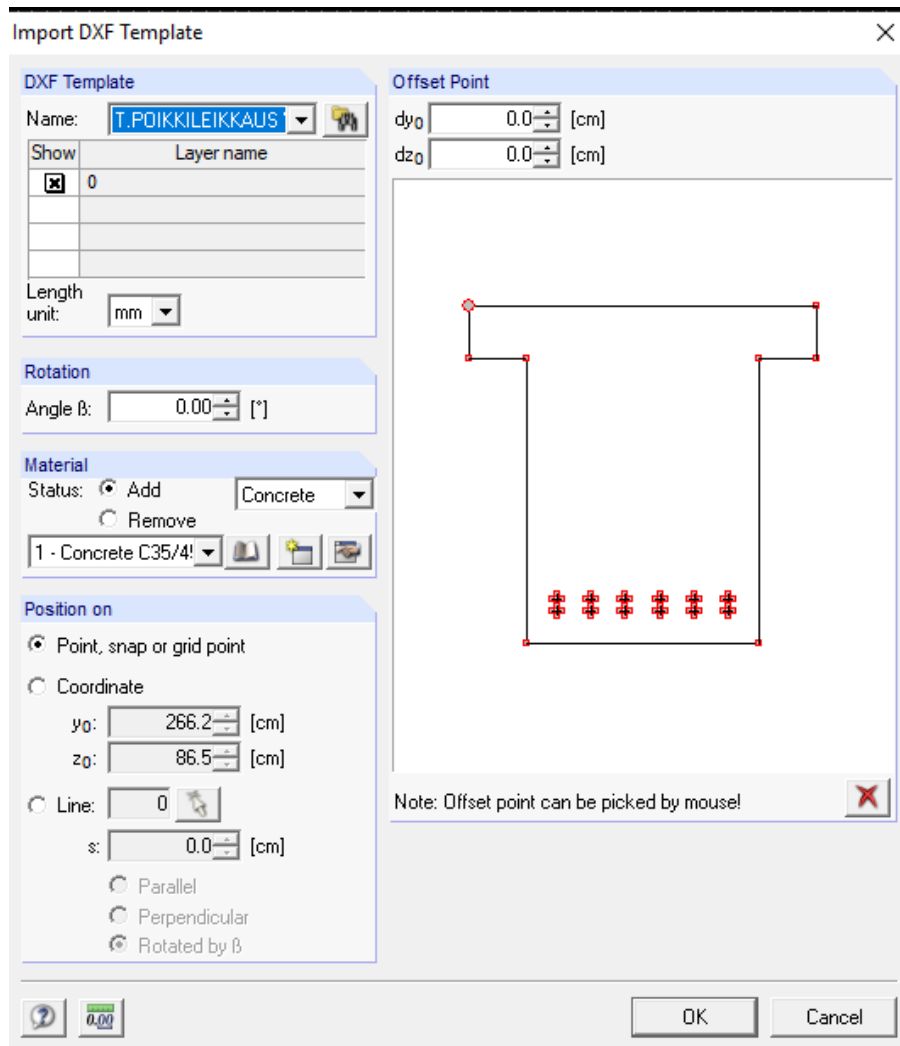 Import DXF Template
DXF Template
Name: T.POIKKILEIKKAUS
Show Layer name
0
Length
unit: mm
Rotation
Angle ß: 0.00 [°]
Material
Status: Add Concrete
Remove
1 - Concrete C35/4
Position on
Point, snap or grid point
Coordinate
y0: 266.2 [cm]
z0: 86.5 [cm]
Line: 0
s: 0.0 [cm]
Parallel
Perpendicular
Rotated by ß
Offset Point
dy0 0.0 [cm]
dz0 0.0 [cm]
Note: Offset point can be picked by mouse!
0.00
OK Cancel